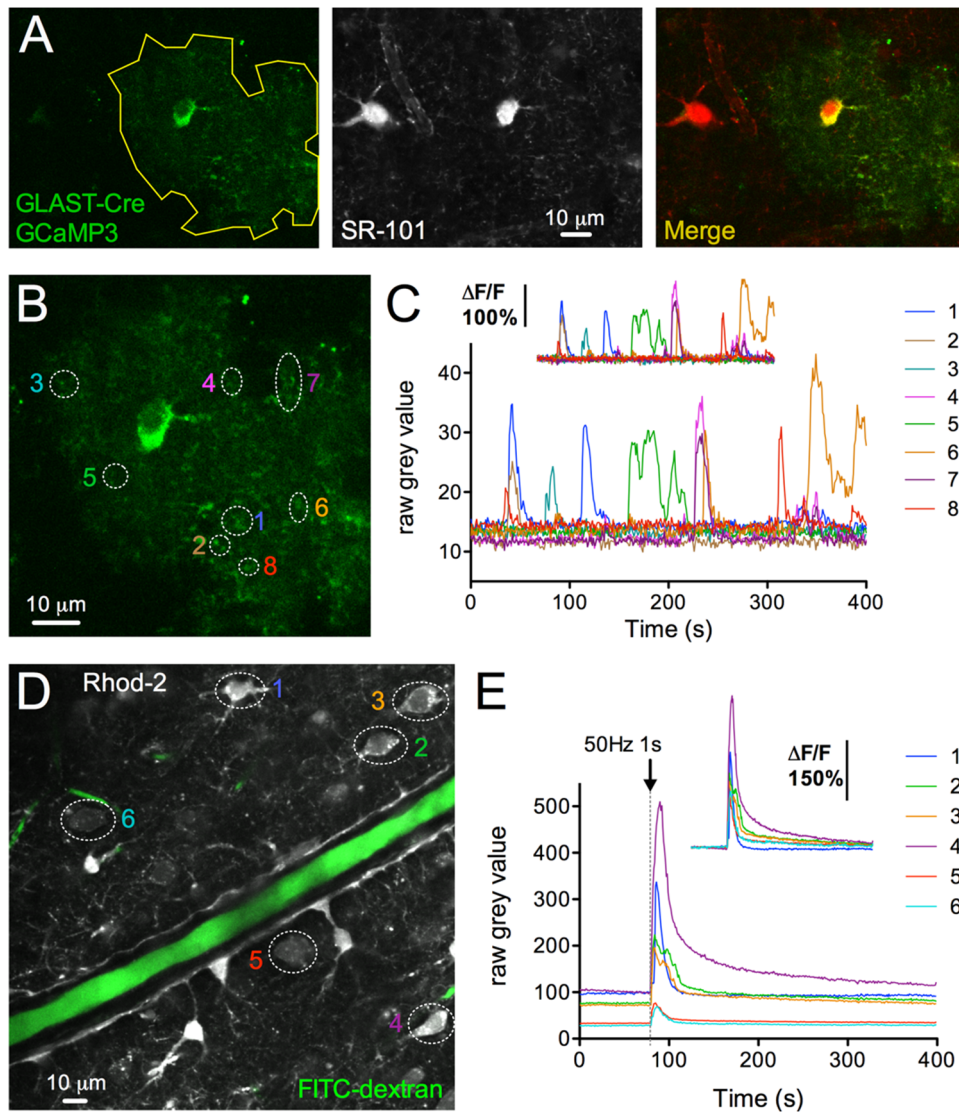 A
GLAST-Cre
GCaMP3
SR-101
10 μm
Merge
B
3
4
7
5
6
1
2
8
10 μm
C
ΔF/F
100%
raw grey value
40
30
20
10
0
100
200
300
400
Time (s)
1
2
3
4
5
6
7
8
D
Rhod-2
1
3
2
6
5
4
10 μm
FITC-dextran
E
50Hz 1s
ΔF/F
150%
raw grey value
500
400
300
200
100
0
0
100
200
300
400
Time (s)
1
2
3
4
5
6